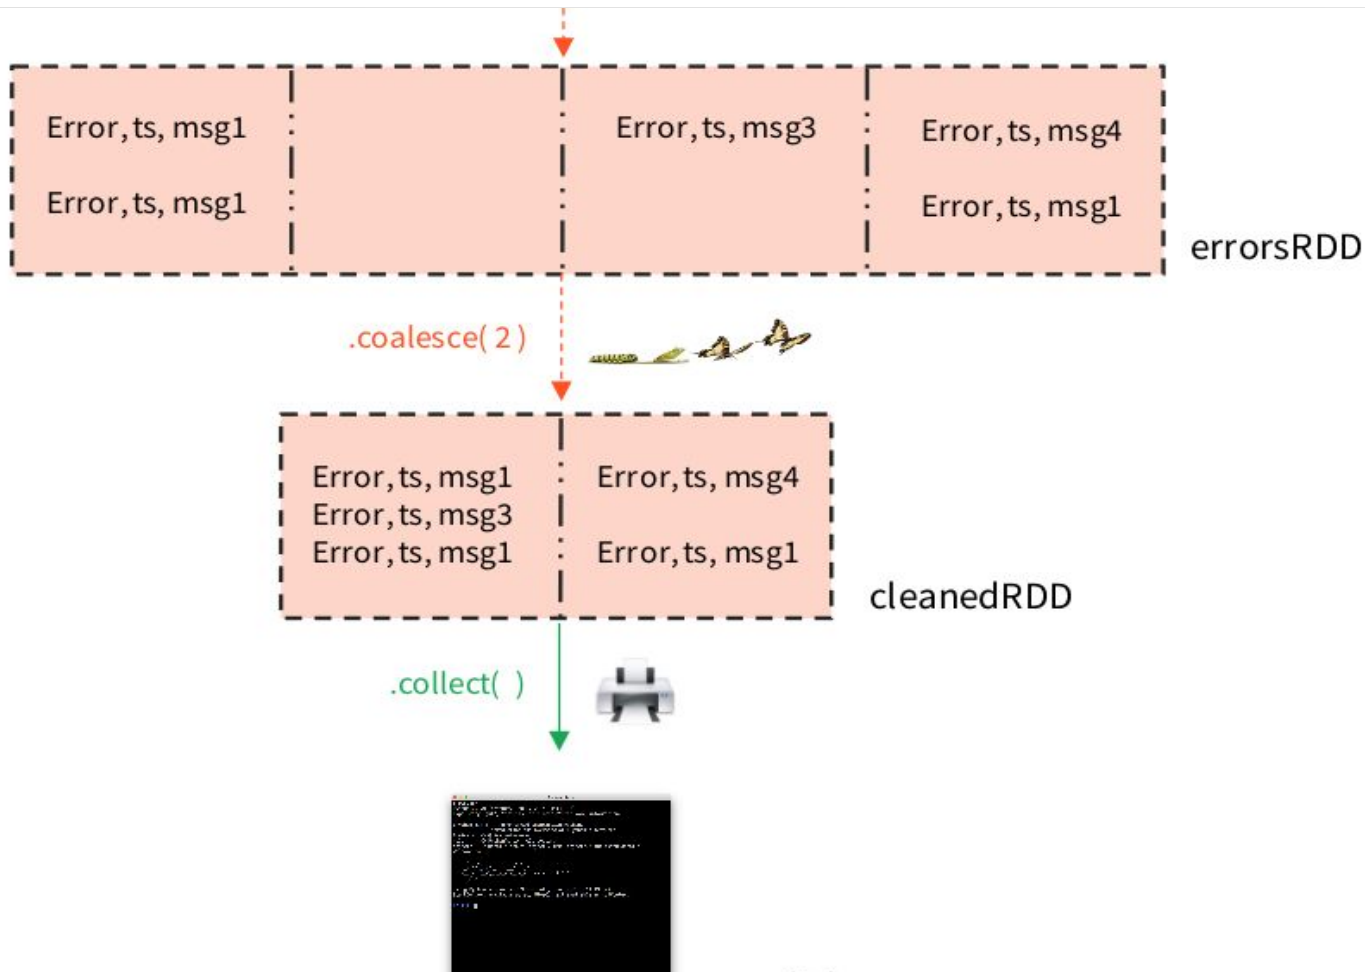 Error, ts, msg1
Error, ts, msg1
Error, ts, msg3
Error, ts, msg4
Error, ts, msg1
errorsRDD
.coalesce( 2 )
Error, ts, msg1
Error, ts, msg3
Error, ts, msg1
Error, ts, msg4
Error, ts, msg1
cleanedRDD
.collect(  )